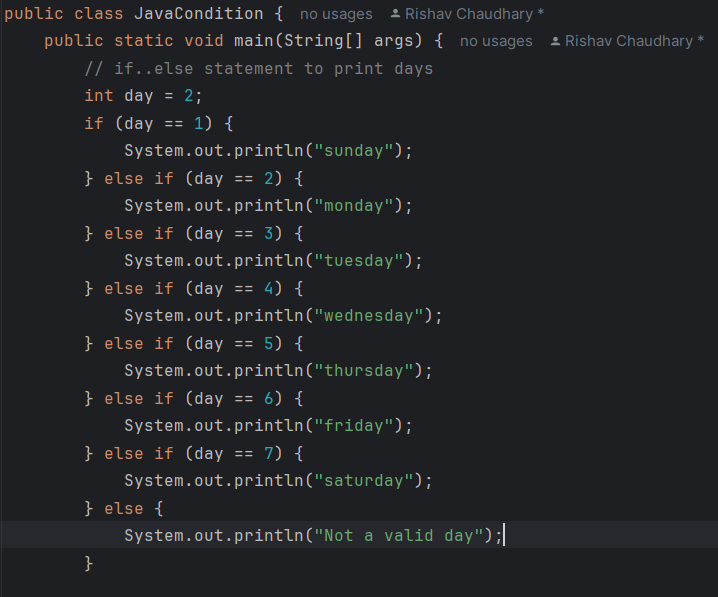 public class JavaCondition { no usages Rishav Chaudhary *
    public static void main(String[] args) { no usages Rishav Chaudhary *
        // if..else statement to print days
        int day = 2;
        if (day == 1) {
            System.out.println("sunday");
        } else if (day == 2) {
            System.out.println("monday");
        } else if (day == 3) {
            System.out.println("tuesday");
        } else if (day == 4) {
            System.out.println("wednesday");
        } else if (day == 5) {
            System.out.println("thursday");
        } else if (day == 6) {
            System.out.println("friday");
        } else if (day == 7) {
            System.out.println("saturday");
        } else {
            System.out.println("Not a valid day");
        }